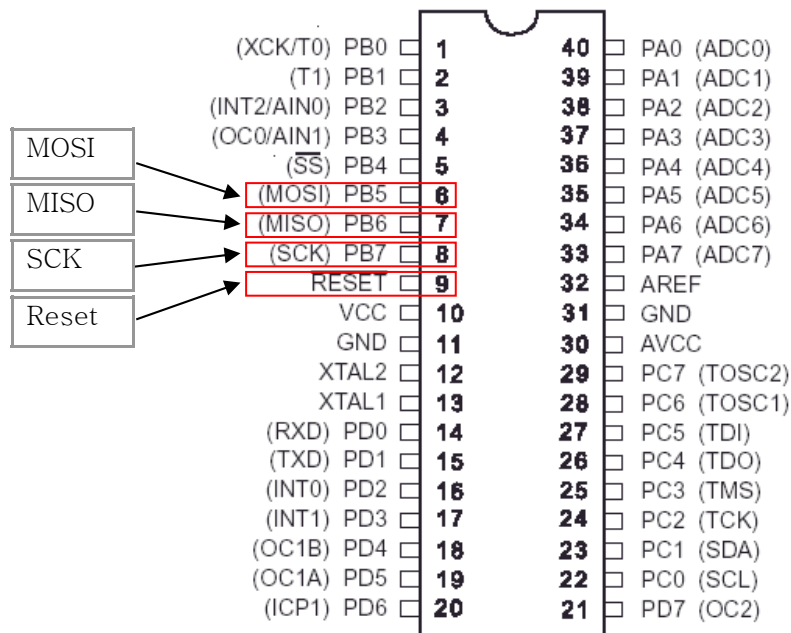 MOSI
MISO
SCK
Reset
(XCK/T0) PB0 1 40 PA0 (ADC0)
(T1) PB1 2 39 PA1 (ADC1)
(INT2/AIN0) PB2 3 38 PA2 (ADC2)
(OC0/AIN1) PB3 4 37 PA3 (ADC3)
(S̅S̅) PB4 5 36 PA4 (ADC4)
(MOSI) PB5 6 35 PA5 (ADC5)
(MISO) PB6 7 34 PA6 (ADC6)
(SCK) PB7 8 33 PA7 (ADC7)
R̅E̅S̅E̅T̅ 9 32 AREF
VCC 10 31 GND
GND 11 30 AVCC
XTAL2 12 29 PC7 (TOSC2)
XTAL1 13 28 PC6 (TOSC1)
(RXD) PD0 14 27 PC5 (TDI)
(TXD) PD1 15 26 PC4 (TDO)
(INT0) PD2 16 25 PC3 (TMS)
(INT1) PD3 17 24 PC2 (TCK)
(OC1B) PD4 18 23 PC1 (SDA)
(OC1A) PD5 19 22 PC0 (SCL)
(ICP1) PD6 20 21 PD7 (OC2)